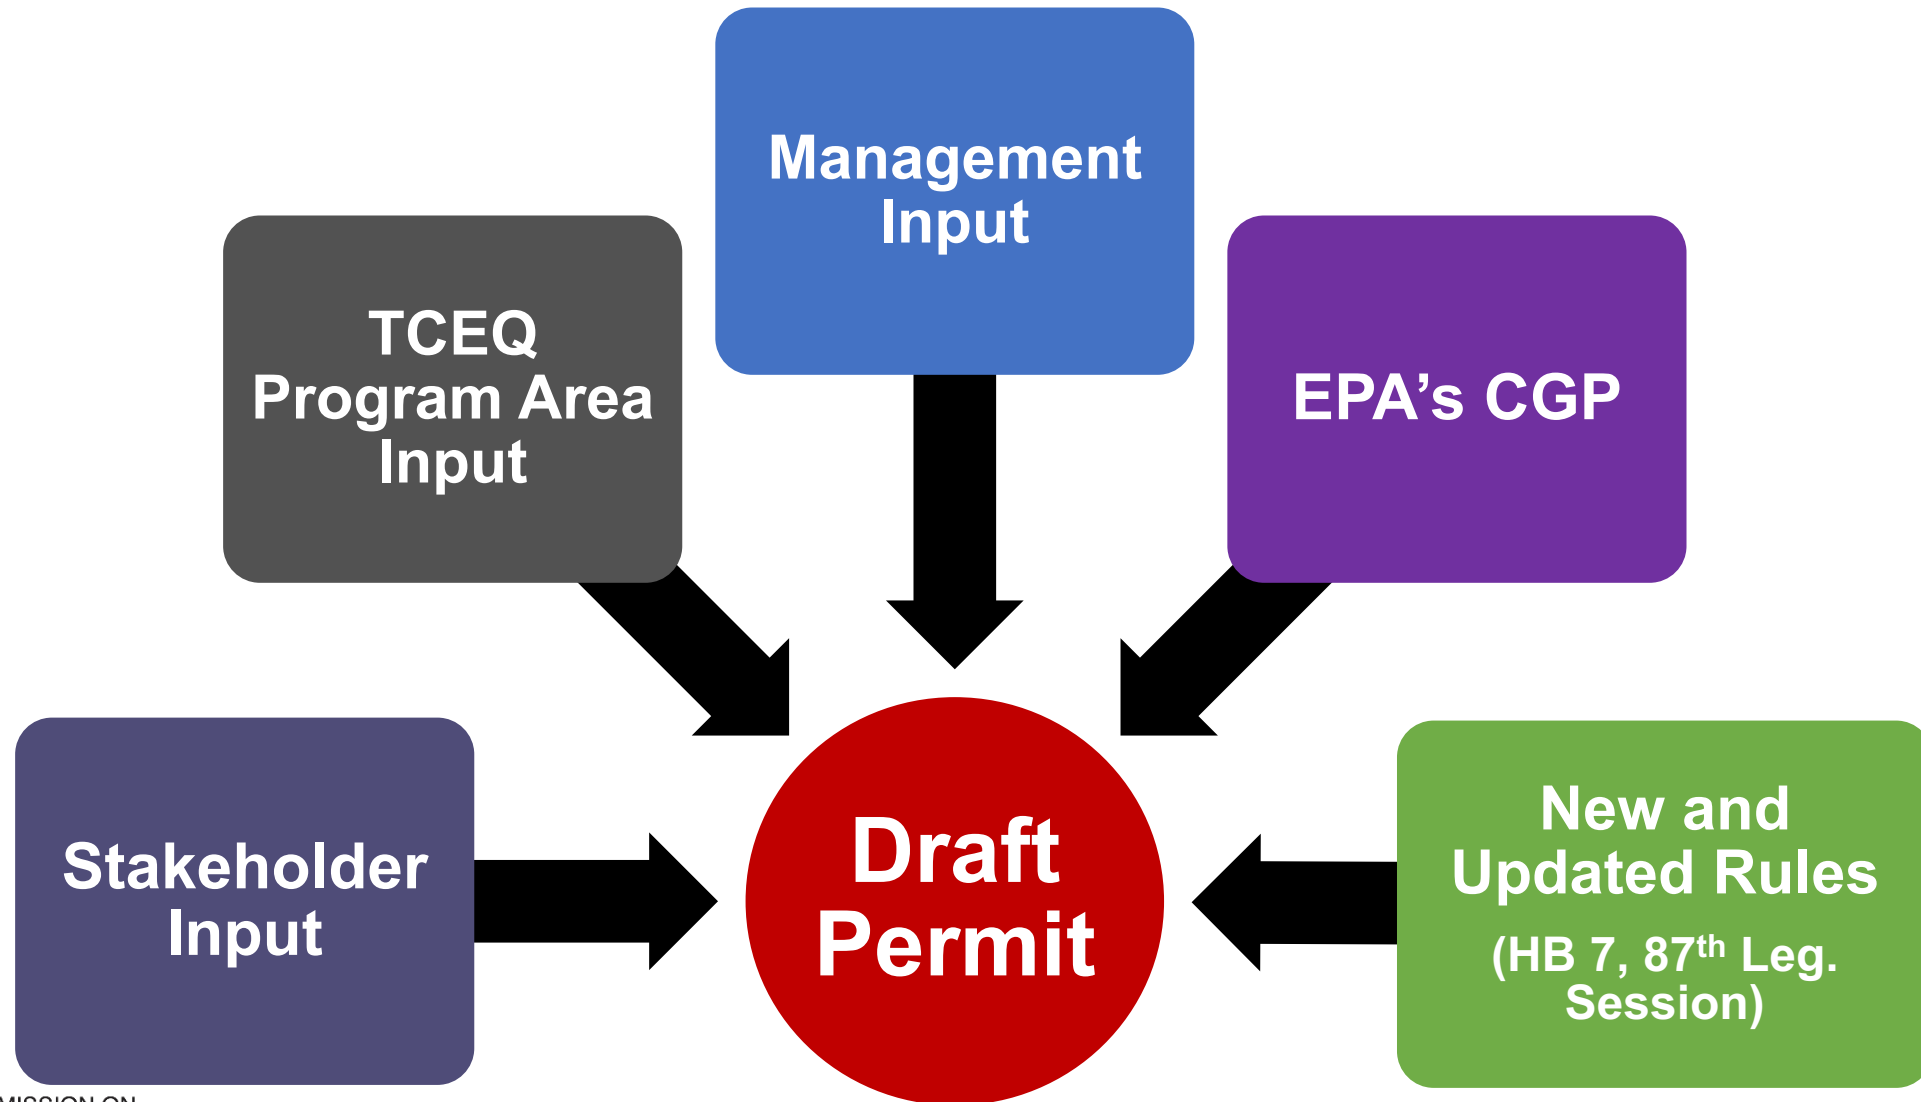 Management
Input
TCEQ
Program Area
Input
EPA’s CGP
Stakeholder
Input
Draft
Permit
New and
Updated Rules
(HB 7, 87th Leg.
Session)